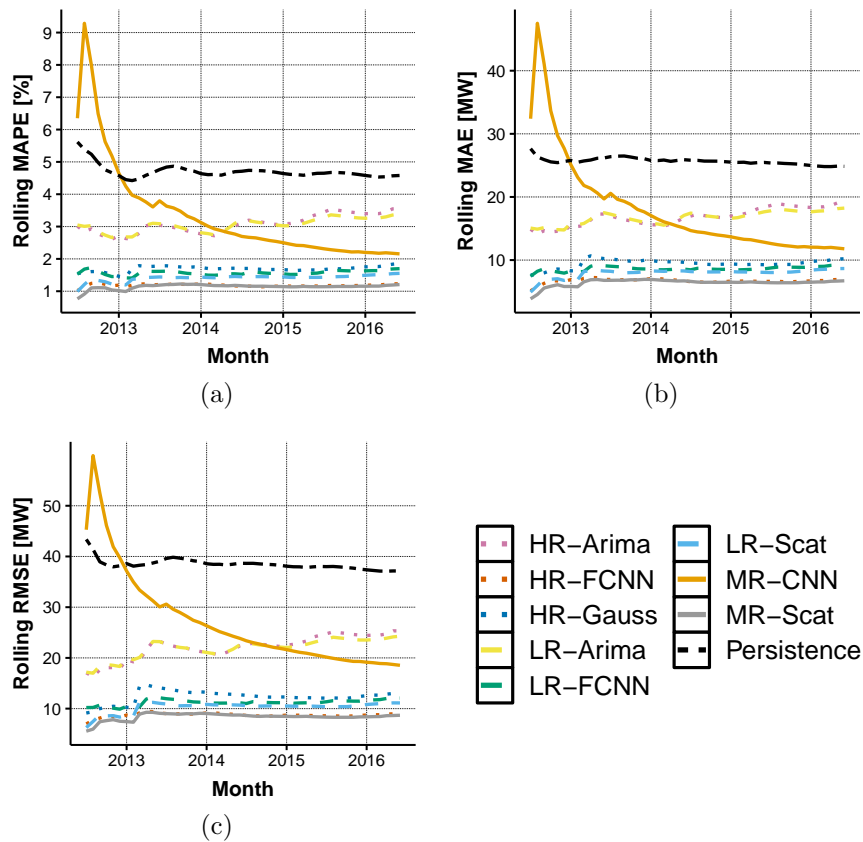 Rolling MAPE [%]
9
8
7
6
5
4
3
2
1
2013 2014 2015 2016
Month
(a)
Rolling MAE [MW]
40
30
20
10
2013 2014 2015 2016
Month
(b)
Rolling RMSE [MW]
50
40
30
20
10
2013 2014 2015 2016
Month
(c)
HR−Arima
HR−FCNN
HR−Gauss
LR−Arima
LR−FCNN
LR−Scat
MR−CNN
MR−Scat
Persistence